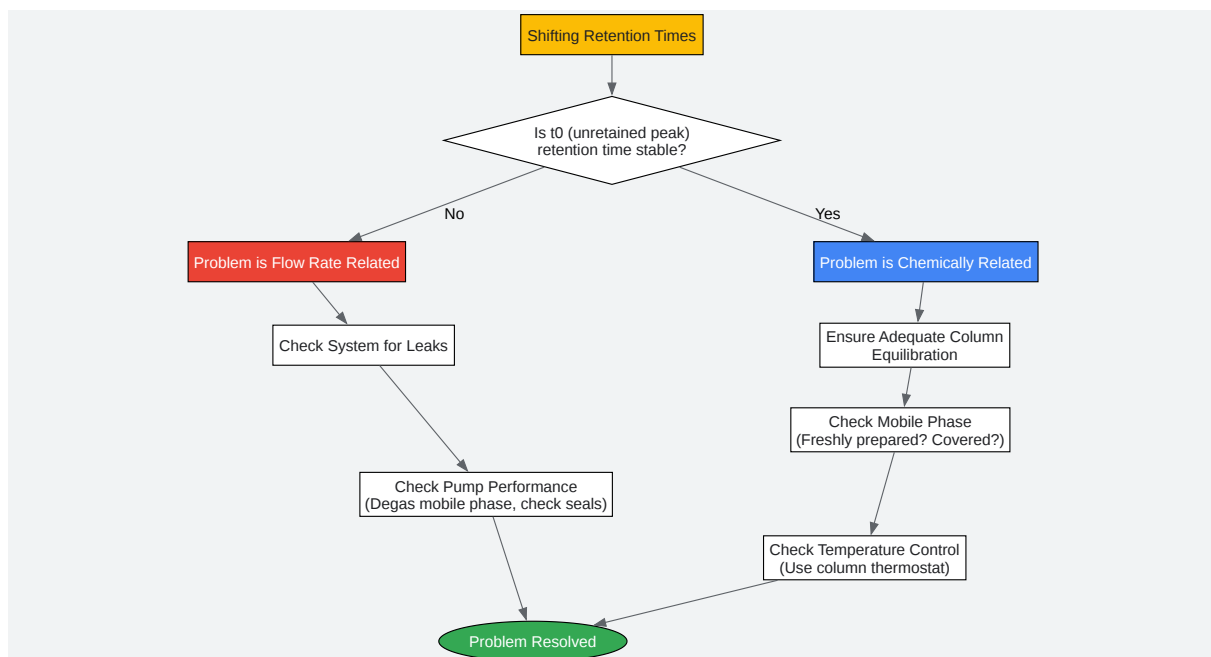 Shifting Retention Times
Is t0 (unretained peak)
retention time stable?
No
Yes
Problem is Flow Rate Related
Problem is Chemically Related
Check System for Leaks
Ensure Adequate Column
Equilibration
Check Mobile Phase
(Freshly prepared? Covered?)
Check Pump Performance
(Degas mobile phase, check seals)
Check Temperature Control
(Use column thermostat)
Problem Resolved